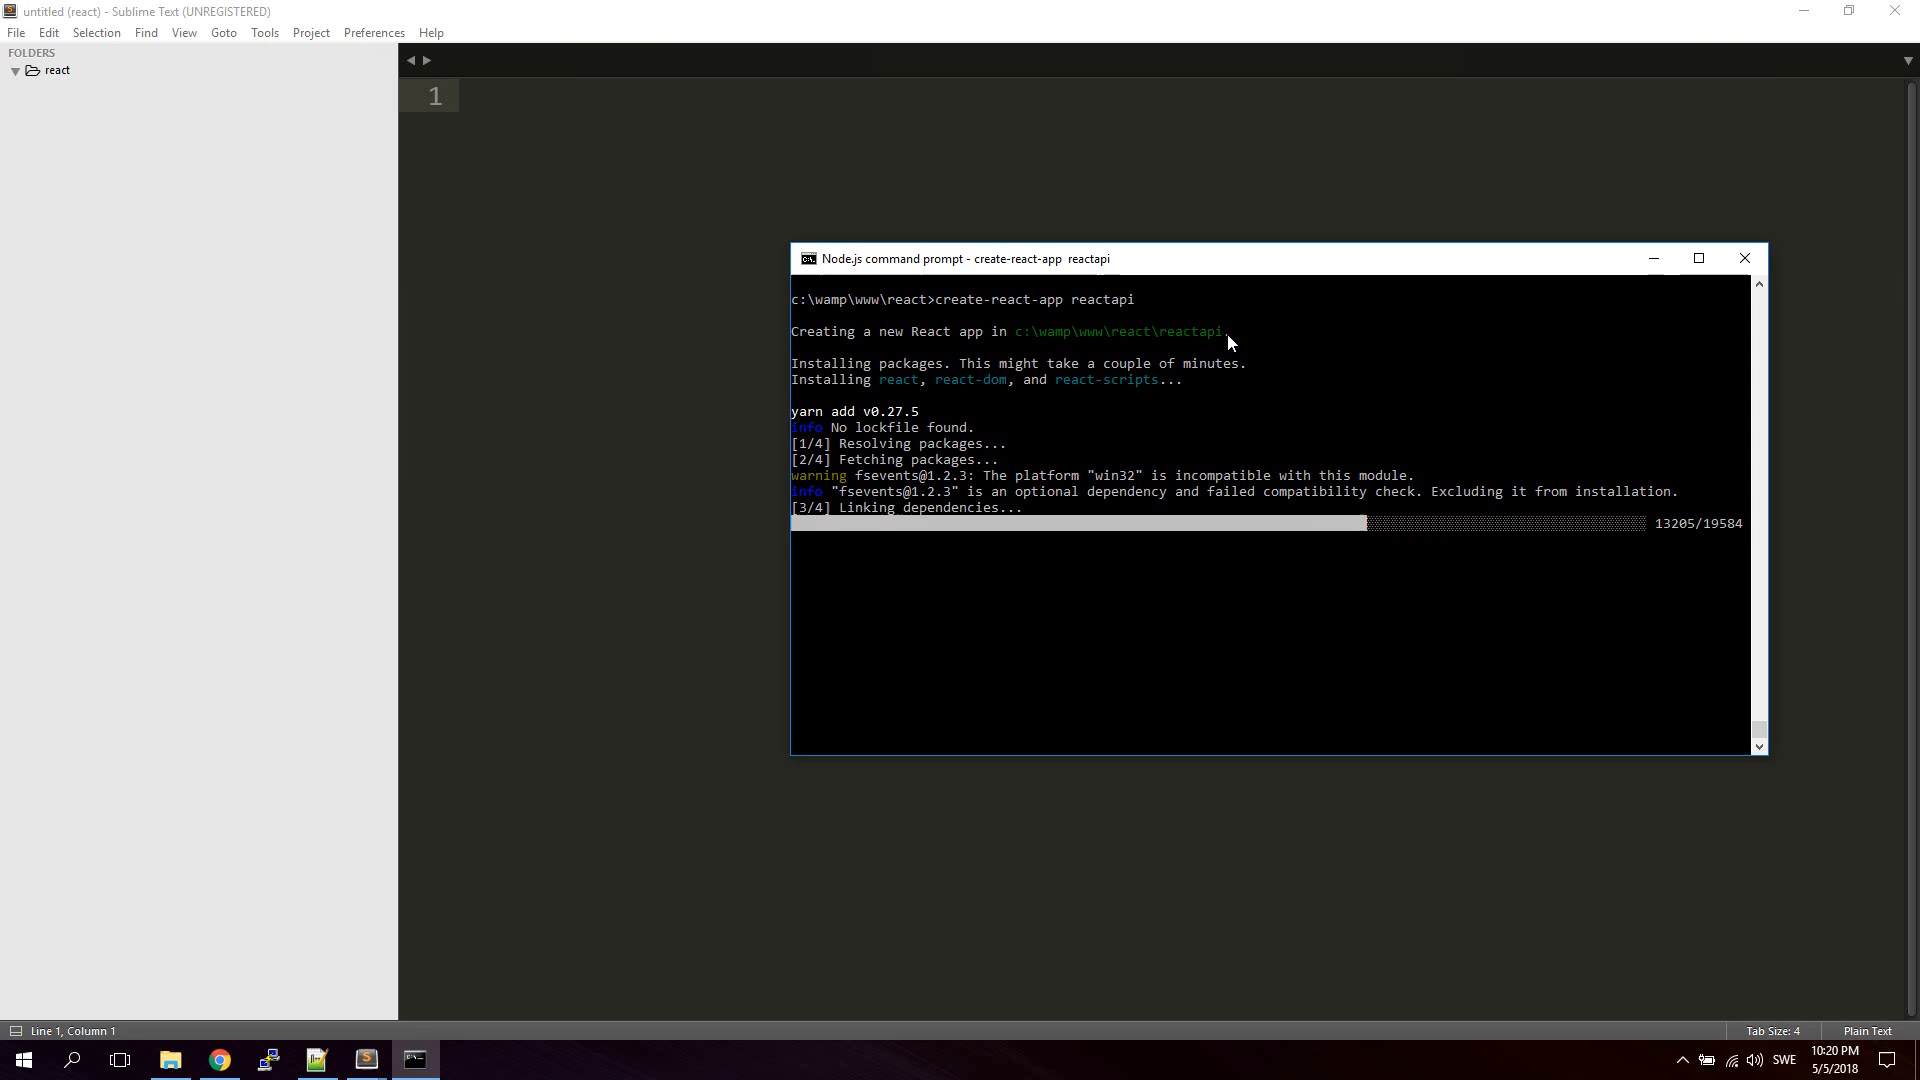 untitled (react) - Sublime Text (UNREGISTERED)
File Edit Selection Find View Goto Tools Project Preferences Help
FOLDERS
react
1
Node.js command prompt - create-react-app reactapi
c:\wamp\www\react>create-react-app reactapi
Creating a new React app in c:\wamp\www\react\reactapi.
Installing packages. This might take a couple of minutes.
Installing react, react-dom, and react-scripts...
yarn add v0.27.5
info No lockfile found.
[1/4] Resolving packages...
[2/4] Fetching packages...
warning fsevents@1.2.3: The platform "win32" is incompatible with this module.
info "fsevents@1.2.3" is an optional dependency and failed compatibility check. Excluding it from installation.
[3/4] Linking dependencies...
13205/19584
Line 1, Column 1
Tab Size: 4
Plain Text
SWE
10:20 PM
5/5/2018